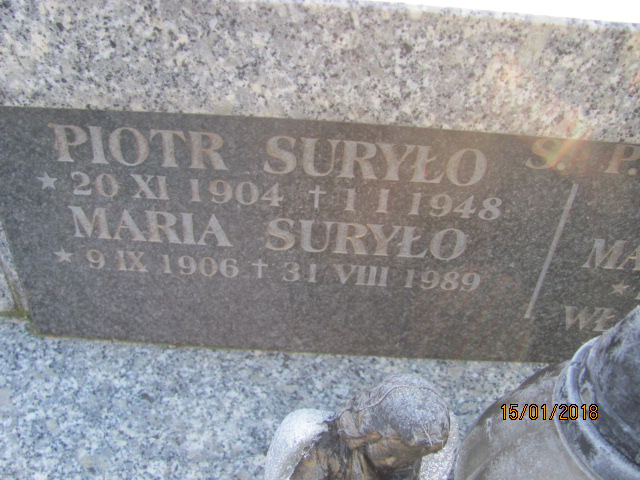 S. P.
PIOTR SURYŁO
* 20 XI 1904 † 1 I 1948
MARIA SURYŁO
* 9 IX 1906 † 31 VIII 1989
15/01/2018